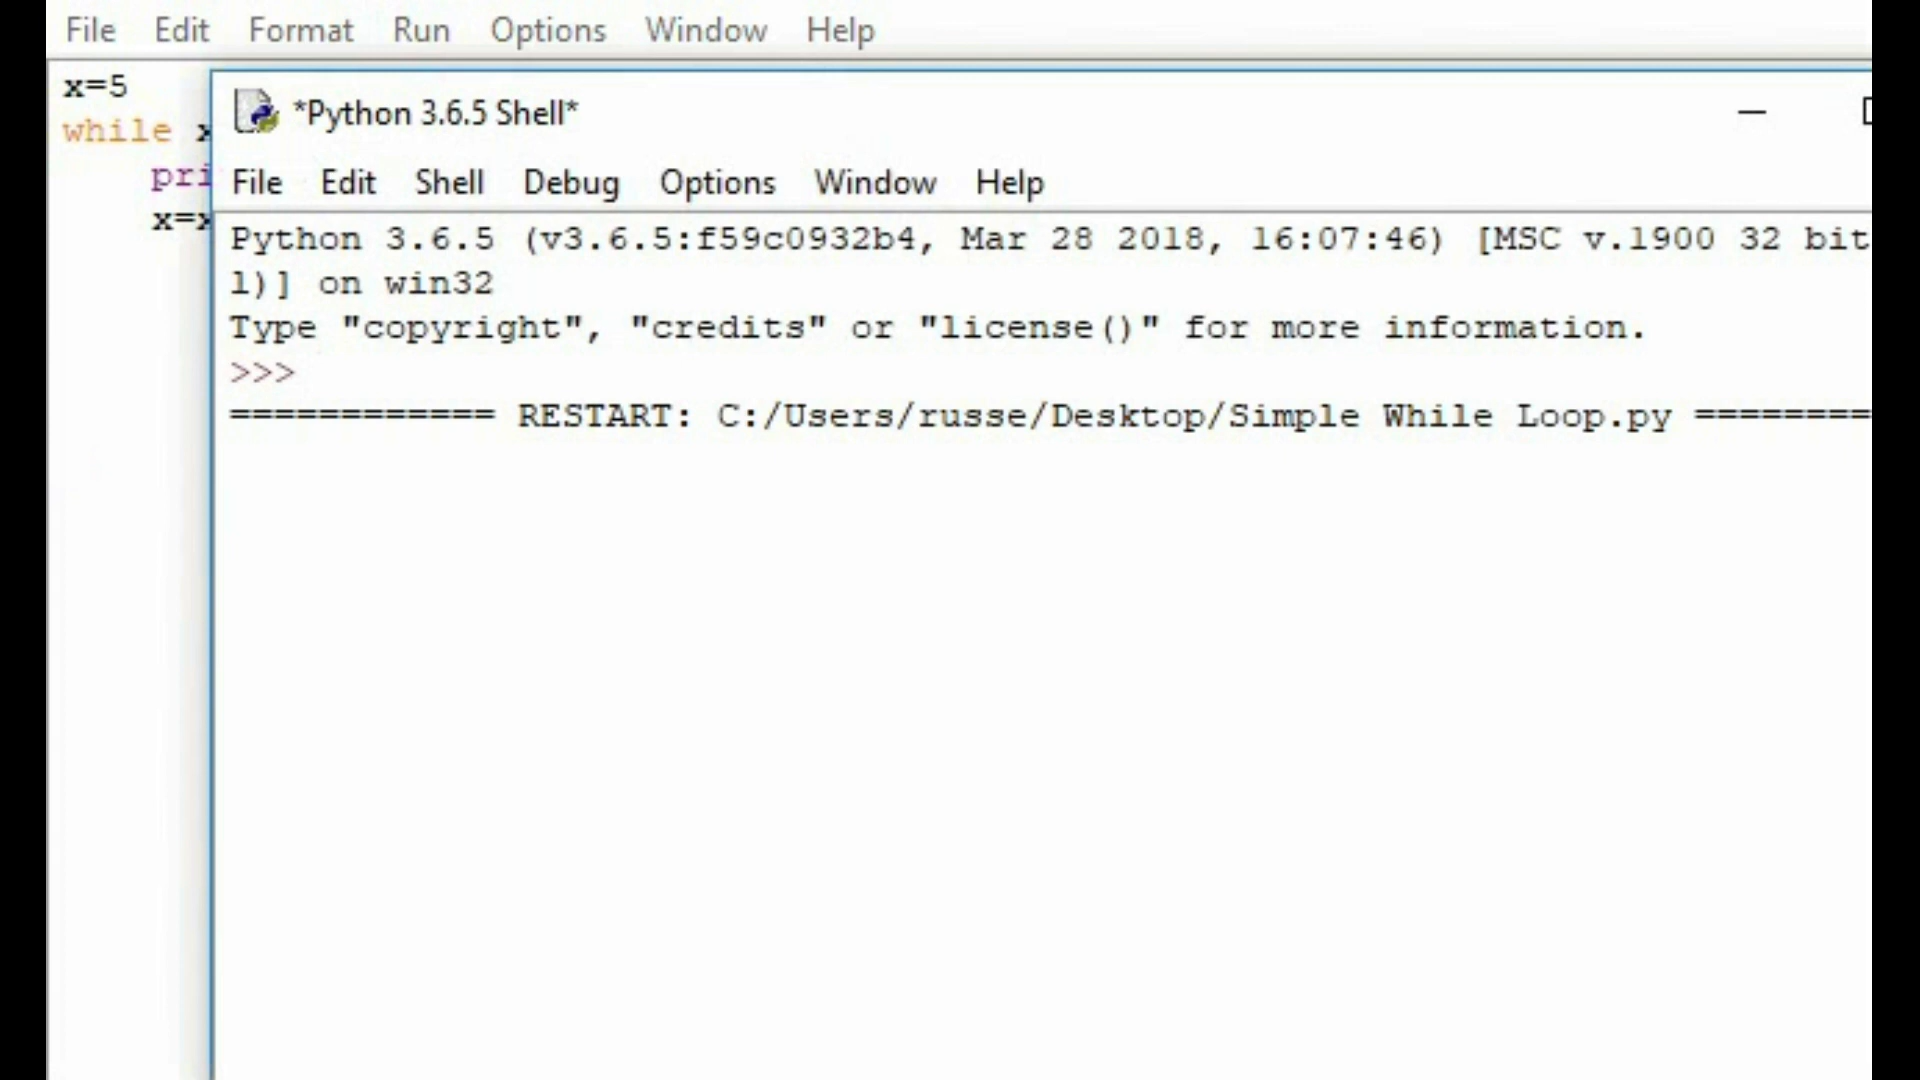 File Edit Format Run Options Window Help
x=5
while x
pri
x=x
*Python 3.6.5 Shell*
File Edit Shell Debug Options Window Help
Python 3.6.5 (v3.6.5:f59c0932b4, Mar 28 2018, 16:07:46) [MSC v.1900 32 bit
l)] on win32
Type "copyright", "credits" or "license()" for more information.
>>>
============ RESTART: C:/Users/russe/Desktop/Simple While Loop.py ========